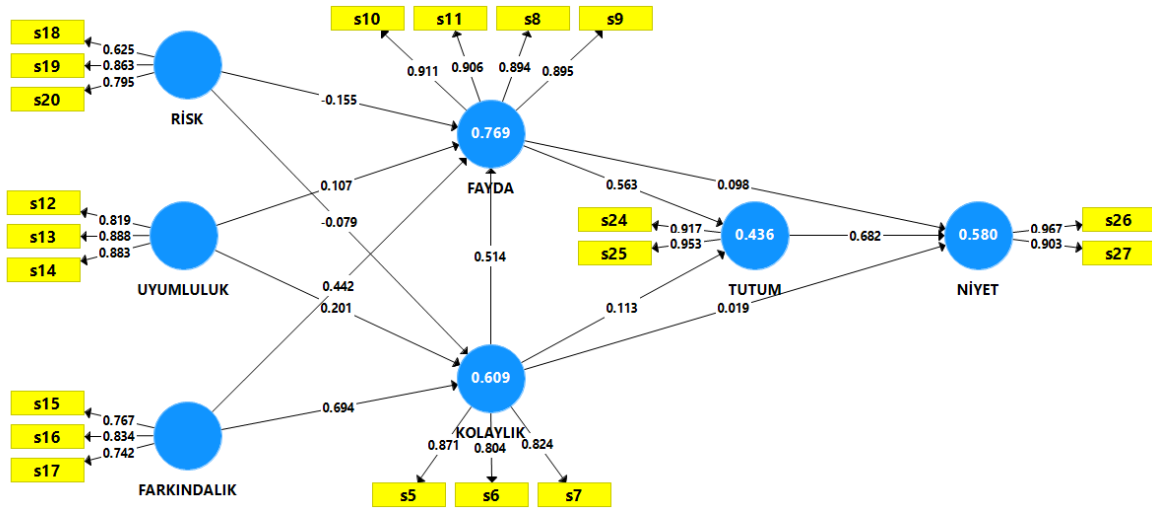 s10 s11 s8 s9
s18
s19
s20
0.625
0.863
0.795
RİSK
0.911
0.906
0.894
0.895
-0.155
0.769
FAYDA
s12
s13
s14
0.819
0.888
0.883
UYUMLULUK
0.107
-0.079
0.442
0.201
0.514
0.563
0.098
s24
s25
0.917
0.953
0.436
TUTUM
0.682
0.580
NİYET
0.967
0.903
s26
s27
0.113
0.019
s15
s16
s17
0.767
0.834
0.742
FARKINDALIK
0.694
0.609
KOLAYLIK
0.871
0.804
0.824
s5 s6 s7